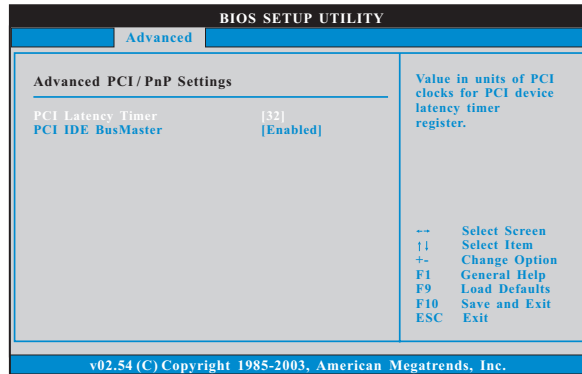 BIOS SETUP UTILITY
Advanced
Advanced PCI / PnP Settings
PCI Latency Timer [32]
PCI IDE BusMaster [Enabled]
Value in units of PCI
clocks for PCI device
latency timer
register.
←→ Select Screen
↑↓ Select Item
+- Change Option
F1 General Help
F9 Load Defaults
F10 Save and Exit
ESC Exit
v02.54 (C) Copyright 1985-2003, American Megatrends, Inc.